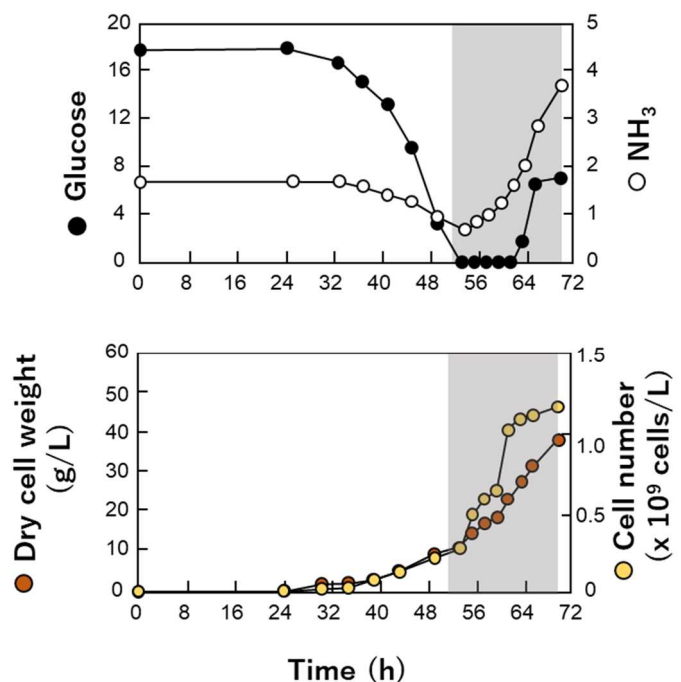 20 5
16 4
12 3
8 2
4 1
0 0
0 8 16 24 32 40 48 56 64 72
Glucose
NH3
60 1.5
50
40 1.0
30
20 0.5
10
0 0
0 8 16 24 32 40 48 56 64 72
Dry cell weight
(g/L)
Cell number
(x 10⁹ cells/L)
Time (h)